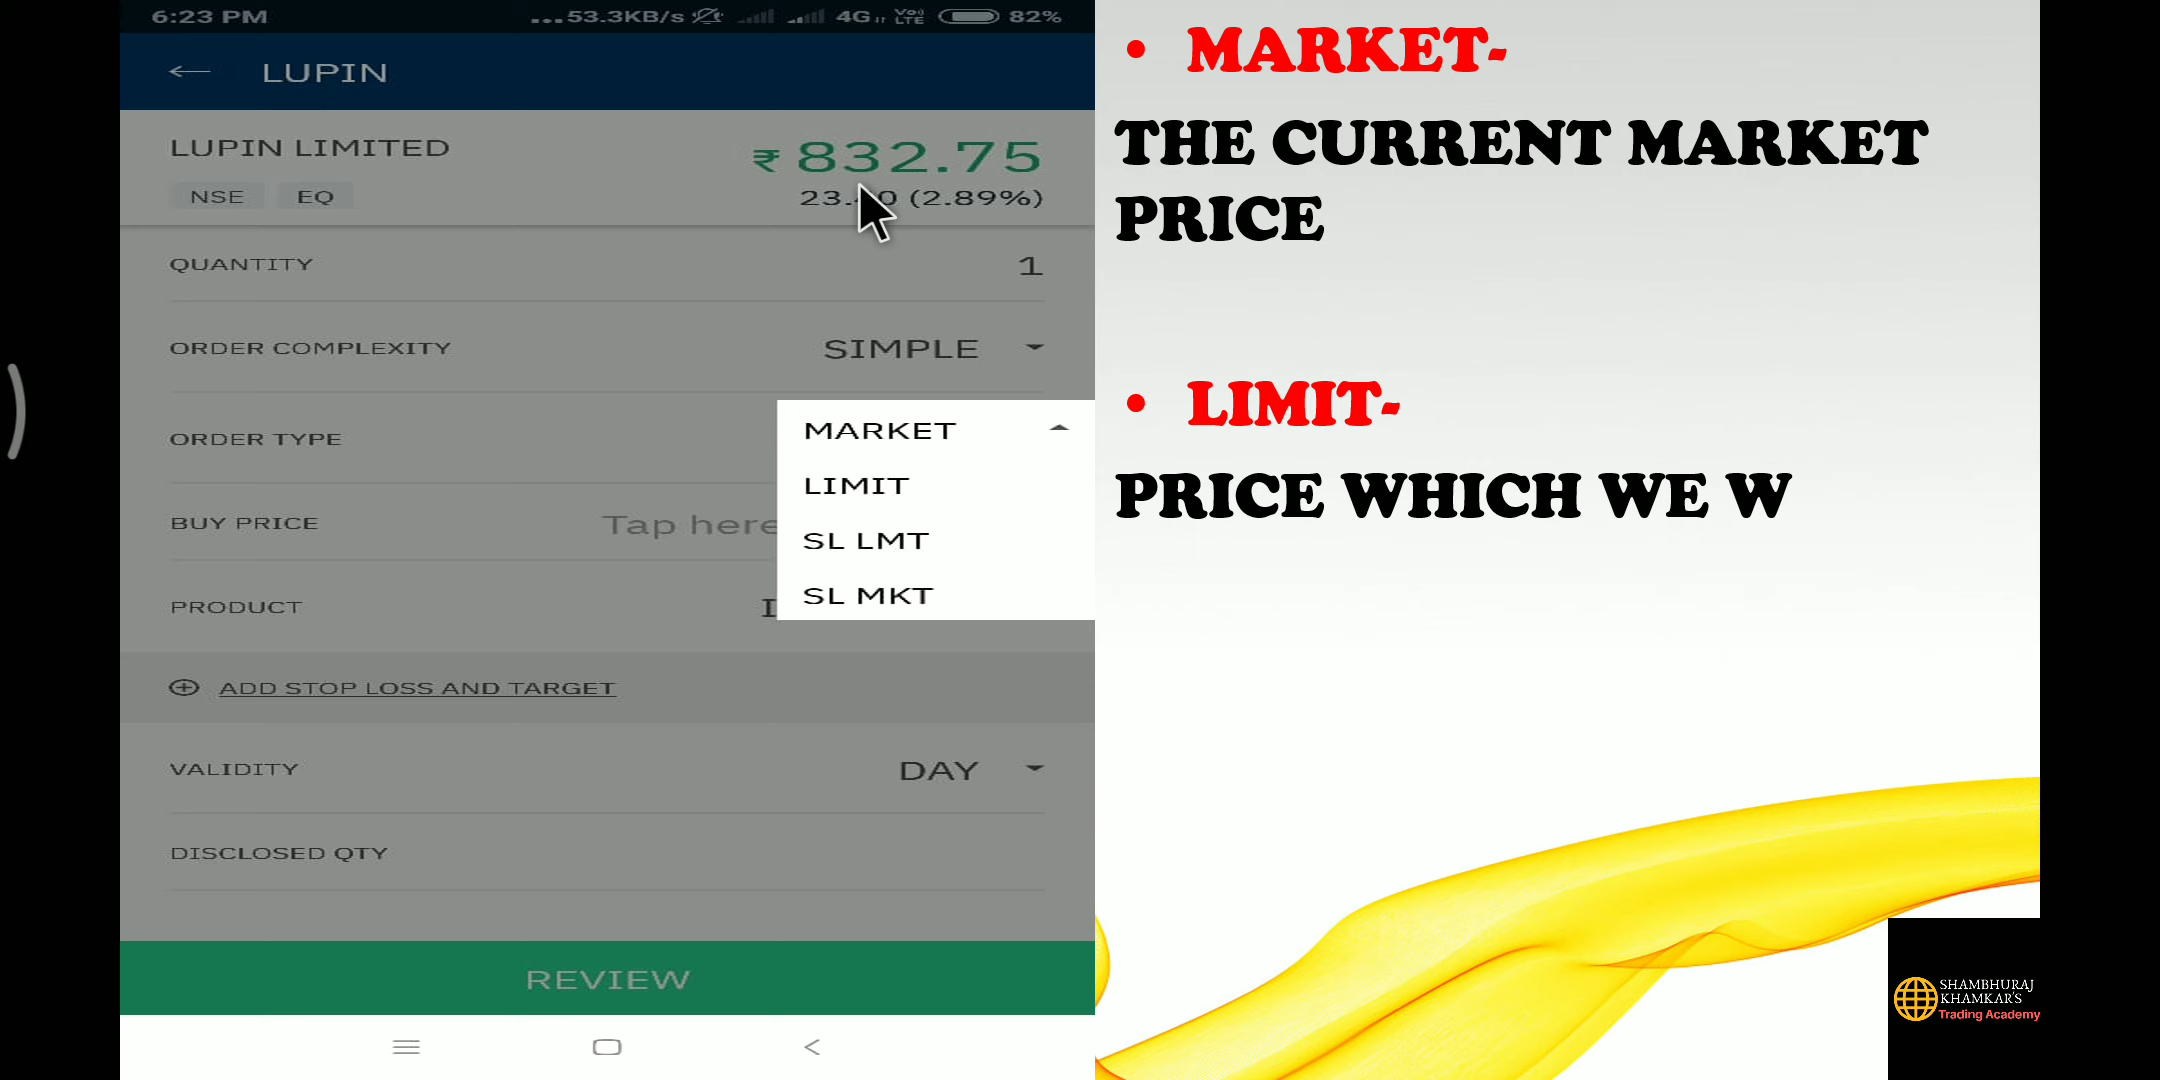 6:23 PM
...53.3KB/s 4G VoLTE 82%
LUPIN
LUPIN LIMITED
₹ 832.75
NSE EQ
(2.89%)
QUANTITY
1
ORDER COMPLEXITY
SIMPLE
ORDER TYPE
MARKET
LIMIT
SL LMT
SL MKT
BUY PRICE
Tap here
PRODUCT
ADD STOP LOSS AND TARGET
VALIDITY
DAY
DISCLOSED QTY
REVIEW
• MARKET-
THE CURRENT MARKET
PRICE
• LIMIT-
PRICE WHICH WE W
SHAMBHURAJ
KHAMKAR'S
Trading Academy